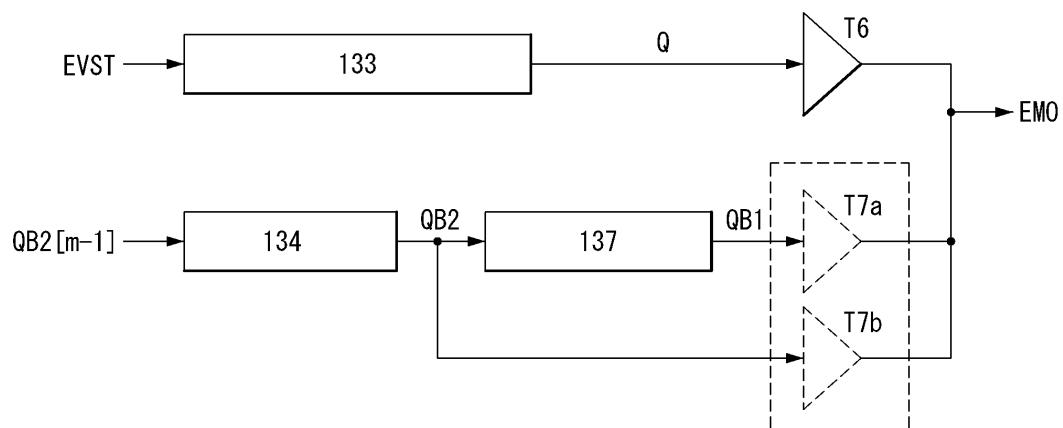 EVST
133
Q
T6
EMO
QB2[m-1]
134
QB2
137
QB1
T7a
T7b